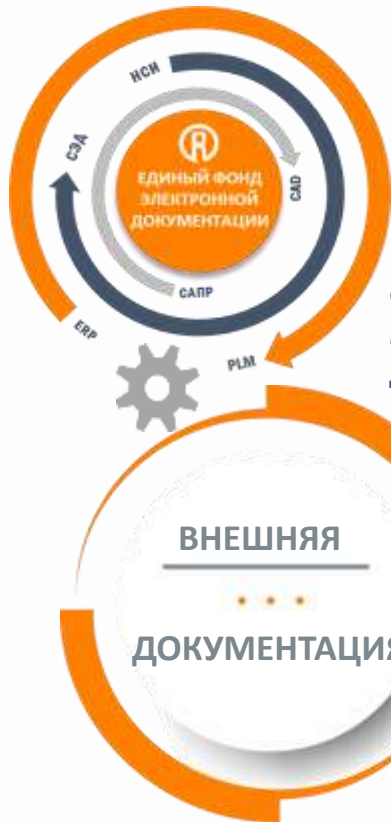 НСИ
СЭД
ЕДИНЫЙ ФОНД
ЭЛЕКТРОННОЙ
ДОКУМЕНТАЦИИ
CAD
САПР
ERP
PLM
ВНЕШНЯЯ
ДОКУМЕНТАЦИЯ